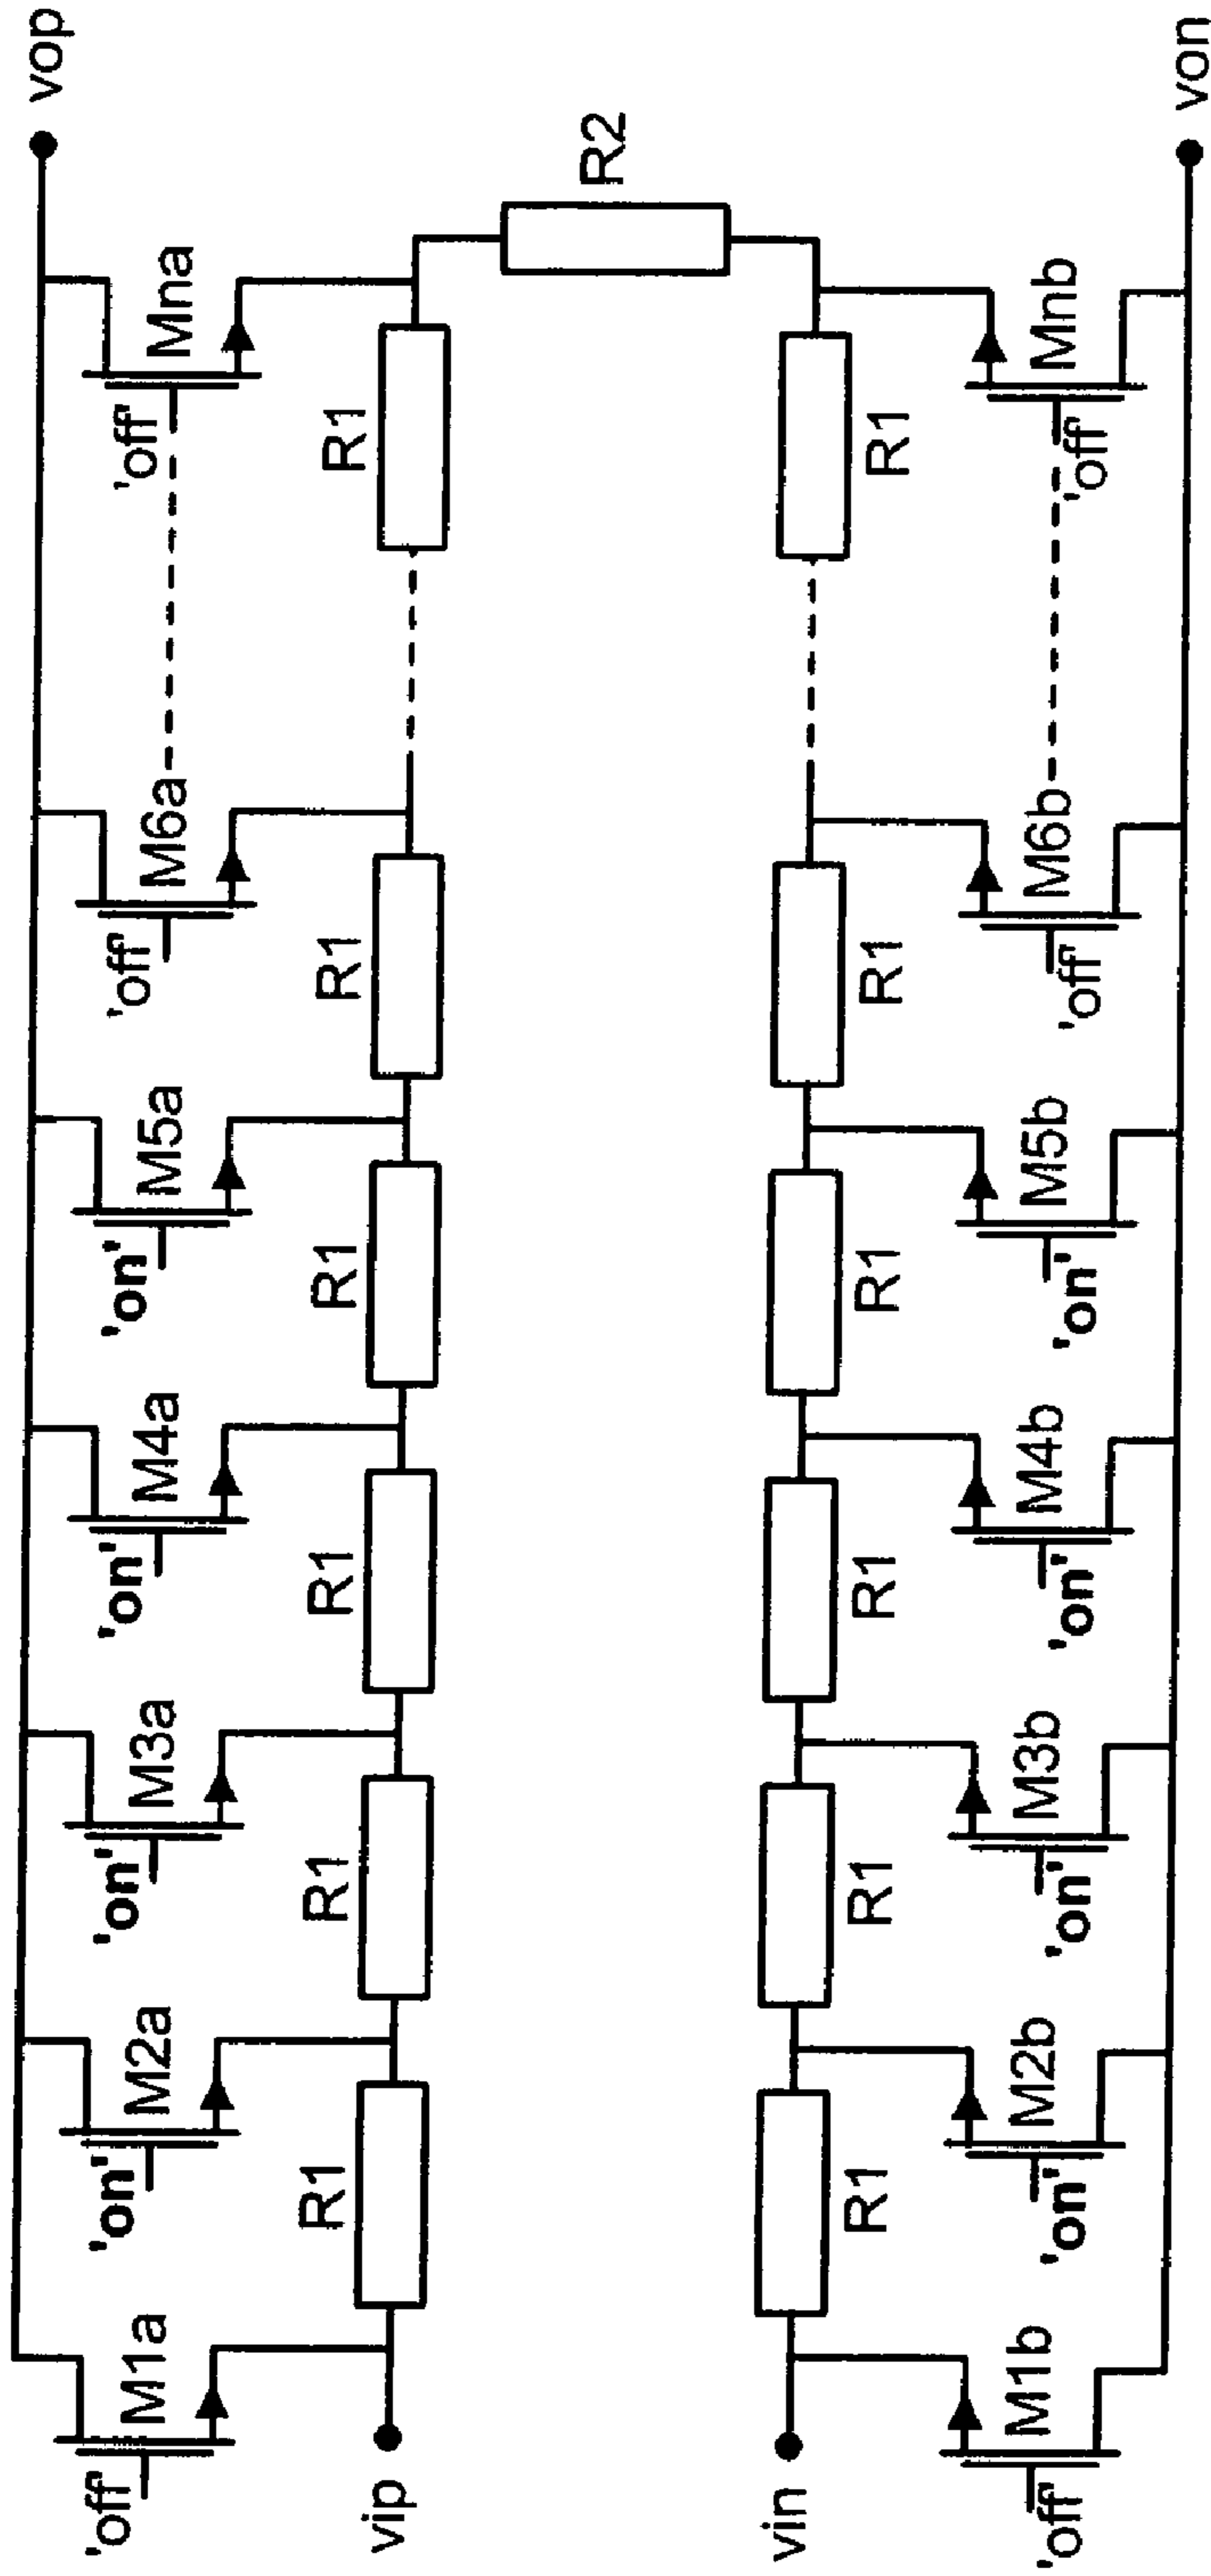 vop
M1a
M2a
M3a
M4a
M5a
M6a
Mna
'off'
'on'
'on'
'on'
'on'
'off'
'off'
R1
R1
R1
R1
R1
R1
vip
R2
vin
R1
R1
R1
R1
R1
R1
M1b
M2b
M3b
M4b
M5b
M6b
Mnb
'off'
'on'
'on'
'on'
'on'
'off'
'off'
von